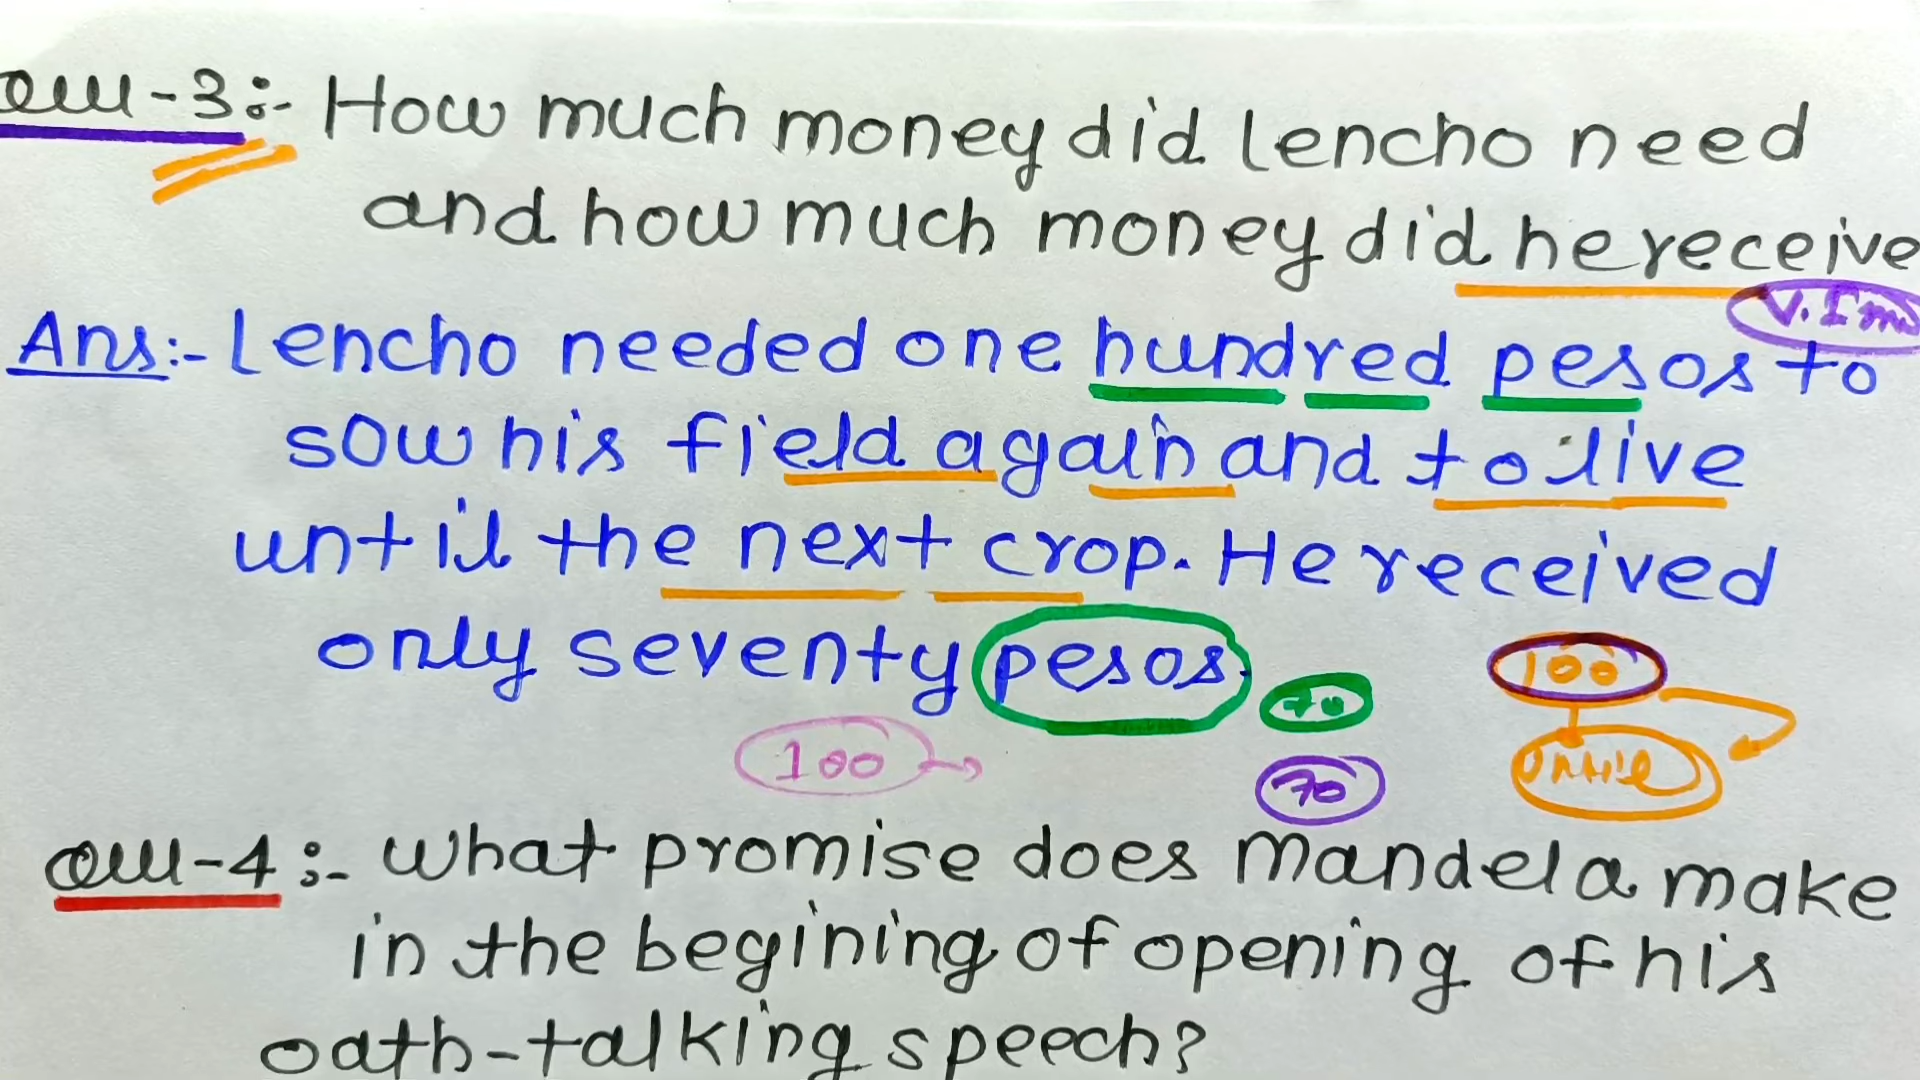 Que-3:- How much money did Lencho need
and how much money did he receive
V. Im
Ans:- Lencho needed one hundred pesos to
sow his field again and to live
until the next crop. He received
only seventy pesos.
100
70
100 →
70
Que-4:- What promise does Mandela make
in the begining of opening of his
oath-talking speech?